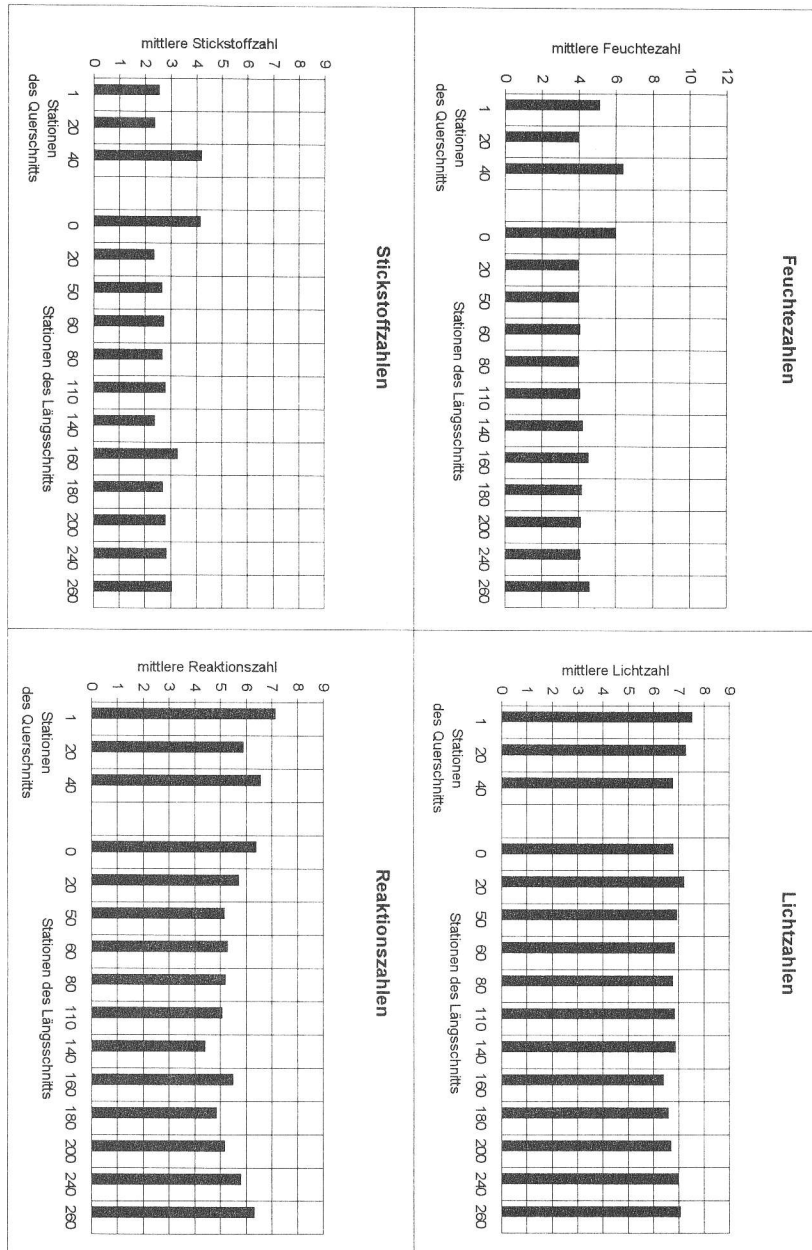 Feuchtezahlen
mittlere Feuchtezahl
12
10
8
6
4
2
0
1 20 40 0 20 50 60 80 110 140 160 180 200 240 260
Stationen
des Querschnitts
Stationen des Längsschnitts
Lichtzahlen
mittlere Lichtzahl
9
8
7
6
5
4
3
2
1
0
1 20 40 0 20 50 60 80 110 140 160 180 200 240 260
Stationen
des Querschnitts
Stationen des Längsschnitts
Stickstoffzahlen
mittlere Stickstoffzahl
9
8
7
6
5
4
3
2
1
0
1 20 40 0 20 50 60 80 110 140 160 180 200 240 260
Stationen
des Querschnitts
Stationen des Längsschnitts
Reaktionszahlen
mittlere Reaktionszahl
9
8
7
6
5
4
3
2
1
0
1 20 40 0 20 50 60 80 110 140 160 180 200 240 260
Stationen
des Querschnitts
Stationen des Längsschnitts